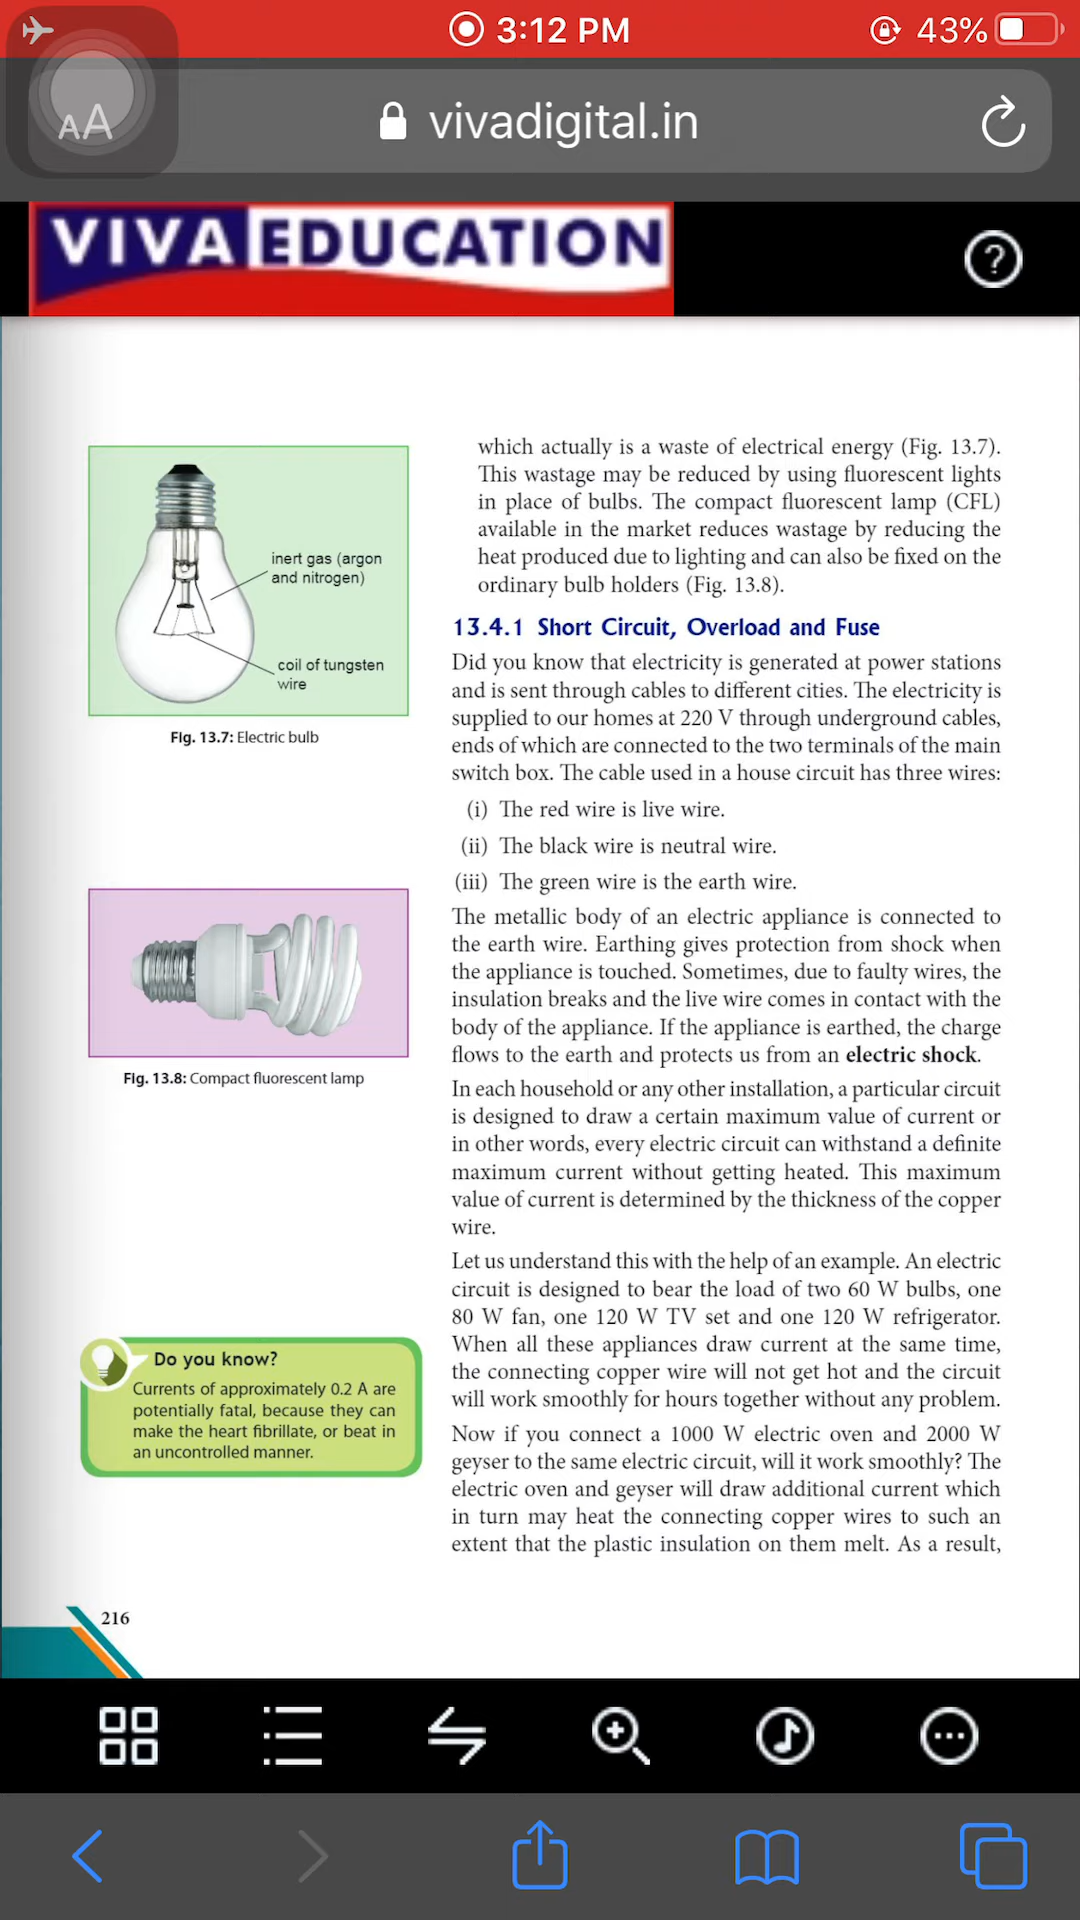 3:12 PM
43%
AA
vivadigital.in
VIVA EDUCATION
?
which actually is a waste of electrical energy (Fig. 13.7).
This wastage may be reduced by using fluorescent lights
in place of bulbs. The compact fluorescent lamp (CFL)
available in the market reduces wastage by reducing the
heat produced due to lighting and can also be fixed on the
ordinary bulb holders (Fig. 13.8).
inert gas (argon
and nitrogen)
coil of tungsten
wire
Fig. 13.7: Electric bulb
13.4.1 Short Circuit, Overload and Fuse
Did you know that electricity is generated at power stations
and is sent through cables to different cities. The electricity is
supplied to our homes at 220 V through underground cables,
ends of which are connected to the two terminals of the main
switch box. The cable used in a house circuit has three wires:
(i) The red wire is live wire.
(ii) The black wire is neutral wire.
(iii) The green wire is the earth wire.
The metallic body of an electric appliance is connected to
the earth wire. Earthing gives protection from shock when
the appliance is touched. Sometimes, due to faulty wires, the
insulation breaks and the live wire comes in contact with the
body of the appliance. If the appliance is earthed, the charge
flows to the earth and protects us from an electric shock.
Fig. 13.8: Compact fluorescent lamp
In each household or any other installation, a particular circuit
is designed to draw a certain maximum value of current or
in other words, every electric circuit can withstand a definite
maximum current without getting heated. This maximum
value of current is determined by the thickness of the copper
wire.
Let us understand this with the help of an example. An electric
circuit is designed to bear the load of two 60 W bulbs, one
80 W fan, one 120 W TV set and one 120 W refrigerator.
When all these appliances draw current at the same time,
the connecting copper wire will not get hot and the circuit
will work smoothly for hours together without any problem.
Do you know?
Currents of approximately 0.2 A are
potentially fatal, because they can
make the heart fibrillate, or beat in
an uncontrolled manner.
Now if you connect a 1000 W electric oven and 2000 W
geyser to the same electric circuit, will it work smoothly? The
electric oven and geyser will draw additional current which
in turn may heat the connecting copper wires to such an
extent that the plastic insulation on them melt. As a result,
216